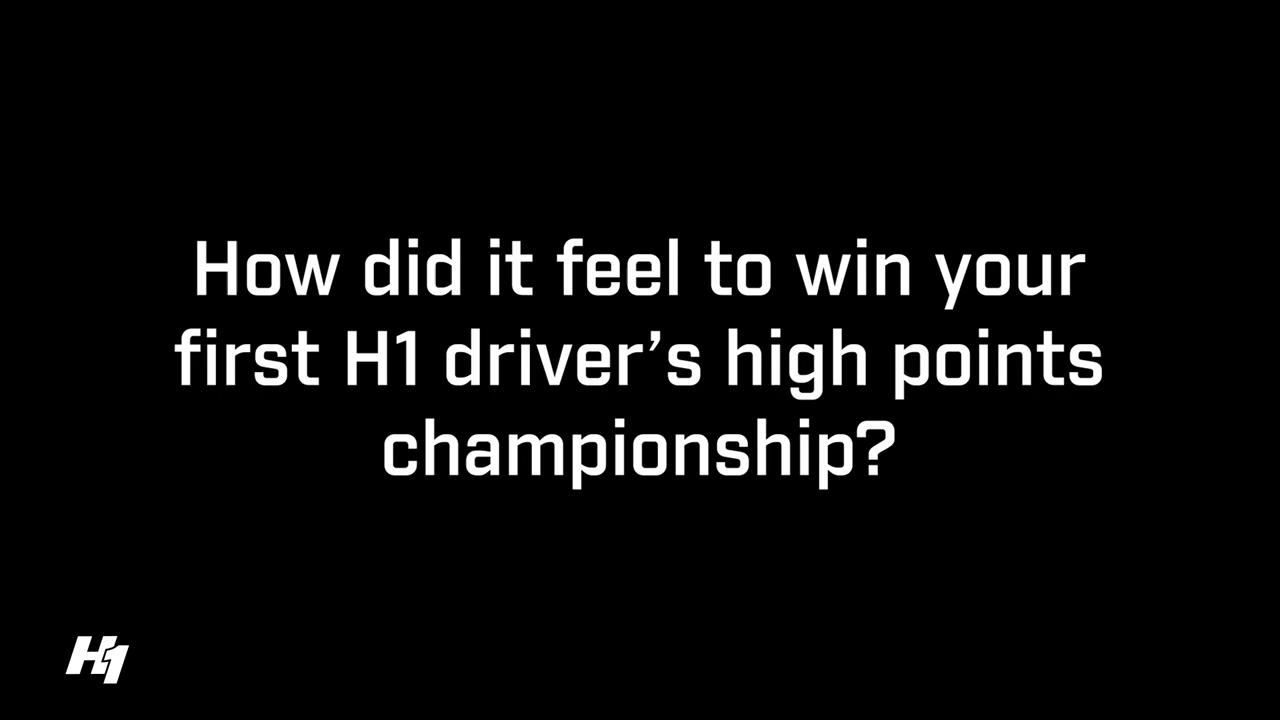 How did it feel to win your
first H1 driver’s high points
championship?
H1